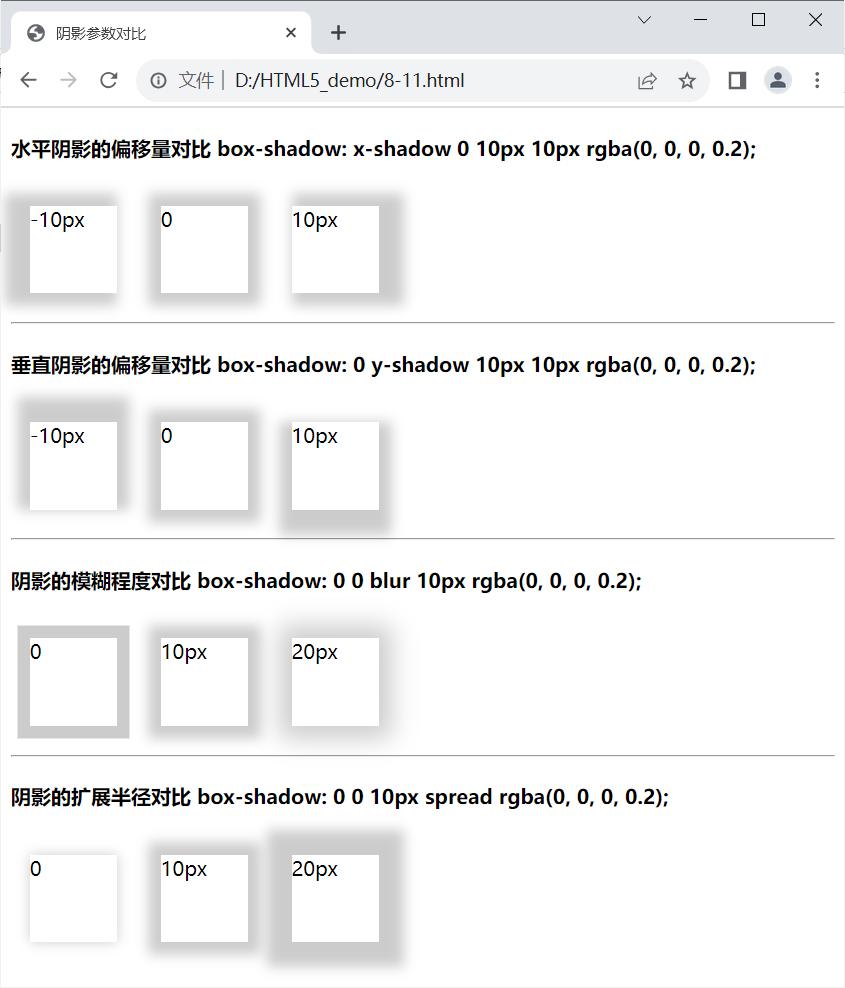 阴影参数对比
文件 | D:/HTML5_demo/8-11.html
水平阴影的偏移量对比 box-shadow: x-shadow 0 10px 10px rgba(0, 0, 0, 0.2);
-10px 0 10px
垂直阴影的偏移量对比 box-shadow: 0 y-shadow 10px 10px rgba(0, 0, 0, 0.2);
-10px 0 10px
阴影的模糊程度对比 box-shadow: 0 0 blur 10px rgba(0, 0, 0, 0.2);
0 10px 20px
阴影的扩展半径对比 box-shadow: 0 0 10px spread rgba(0, 0, 0, 0.2);
0 10px 20px